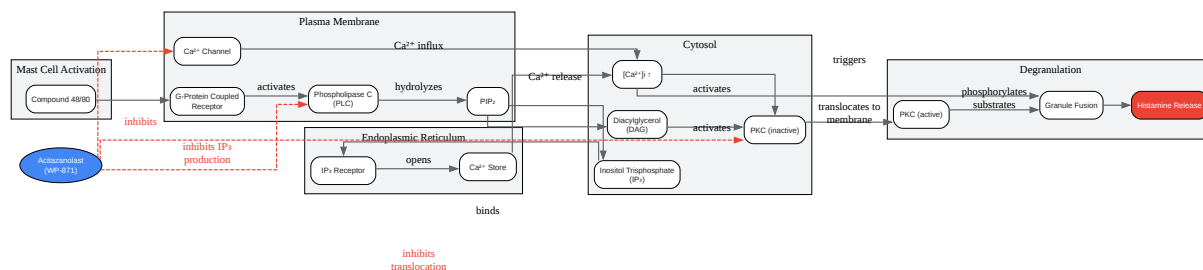 Plasma Membrane
Ca²⁺ Channel
Ca²⁺ influx
Cytosol
Mast Cell Activation
Compound 48/80
G-Protein Coupled
Receptor
activates
Phospholipase C
(PLC)
hydrolyzes
PIP₂
Ca²⁺ release
[Ca²⁺]i ↑
triggers
activates
Degranulation
phosphorylates
substrates
Granule Fusion
Histamine Release
PKC (active)
translocates to
membrane
PKC (inactive)
activates
Diacylglycerol
(DAG)
Inositol Trisphosphate
(IP₃)
inhibits
Endoplasmic Reticulum
inhibits IP₃
production
Acitazanolast
(WP-871)
IP₃ Receptor
opens
Ca²⁺ Store
binds
inhibits
translocation